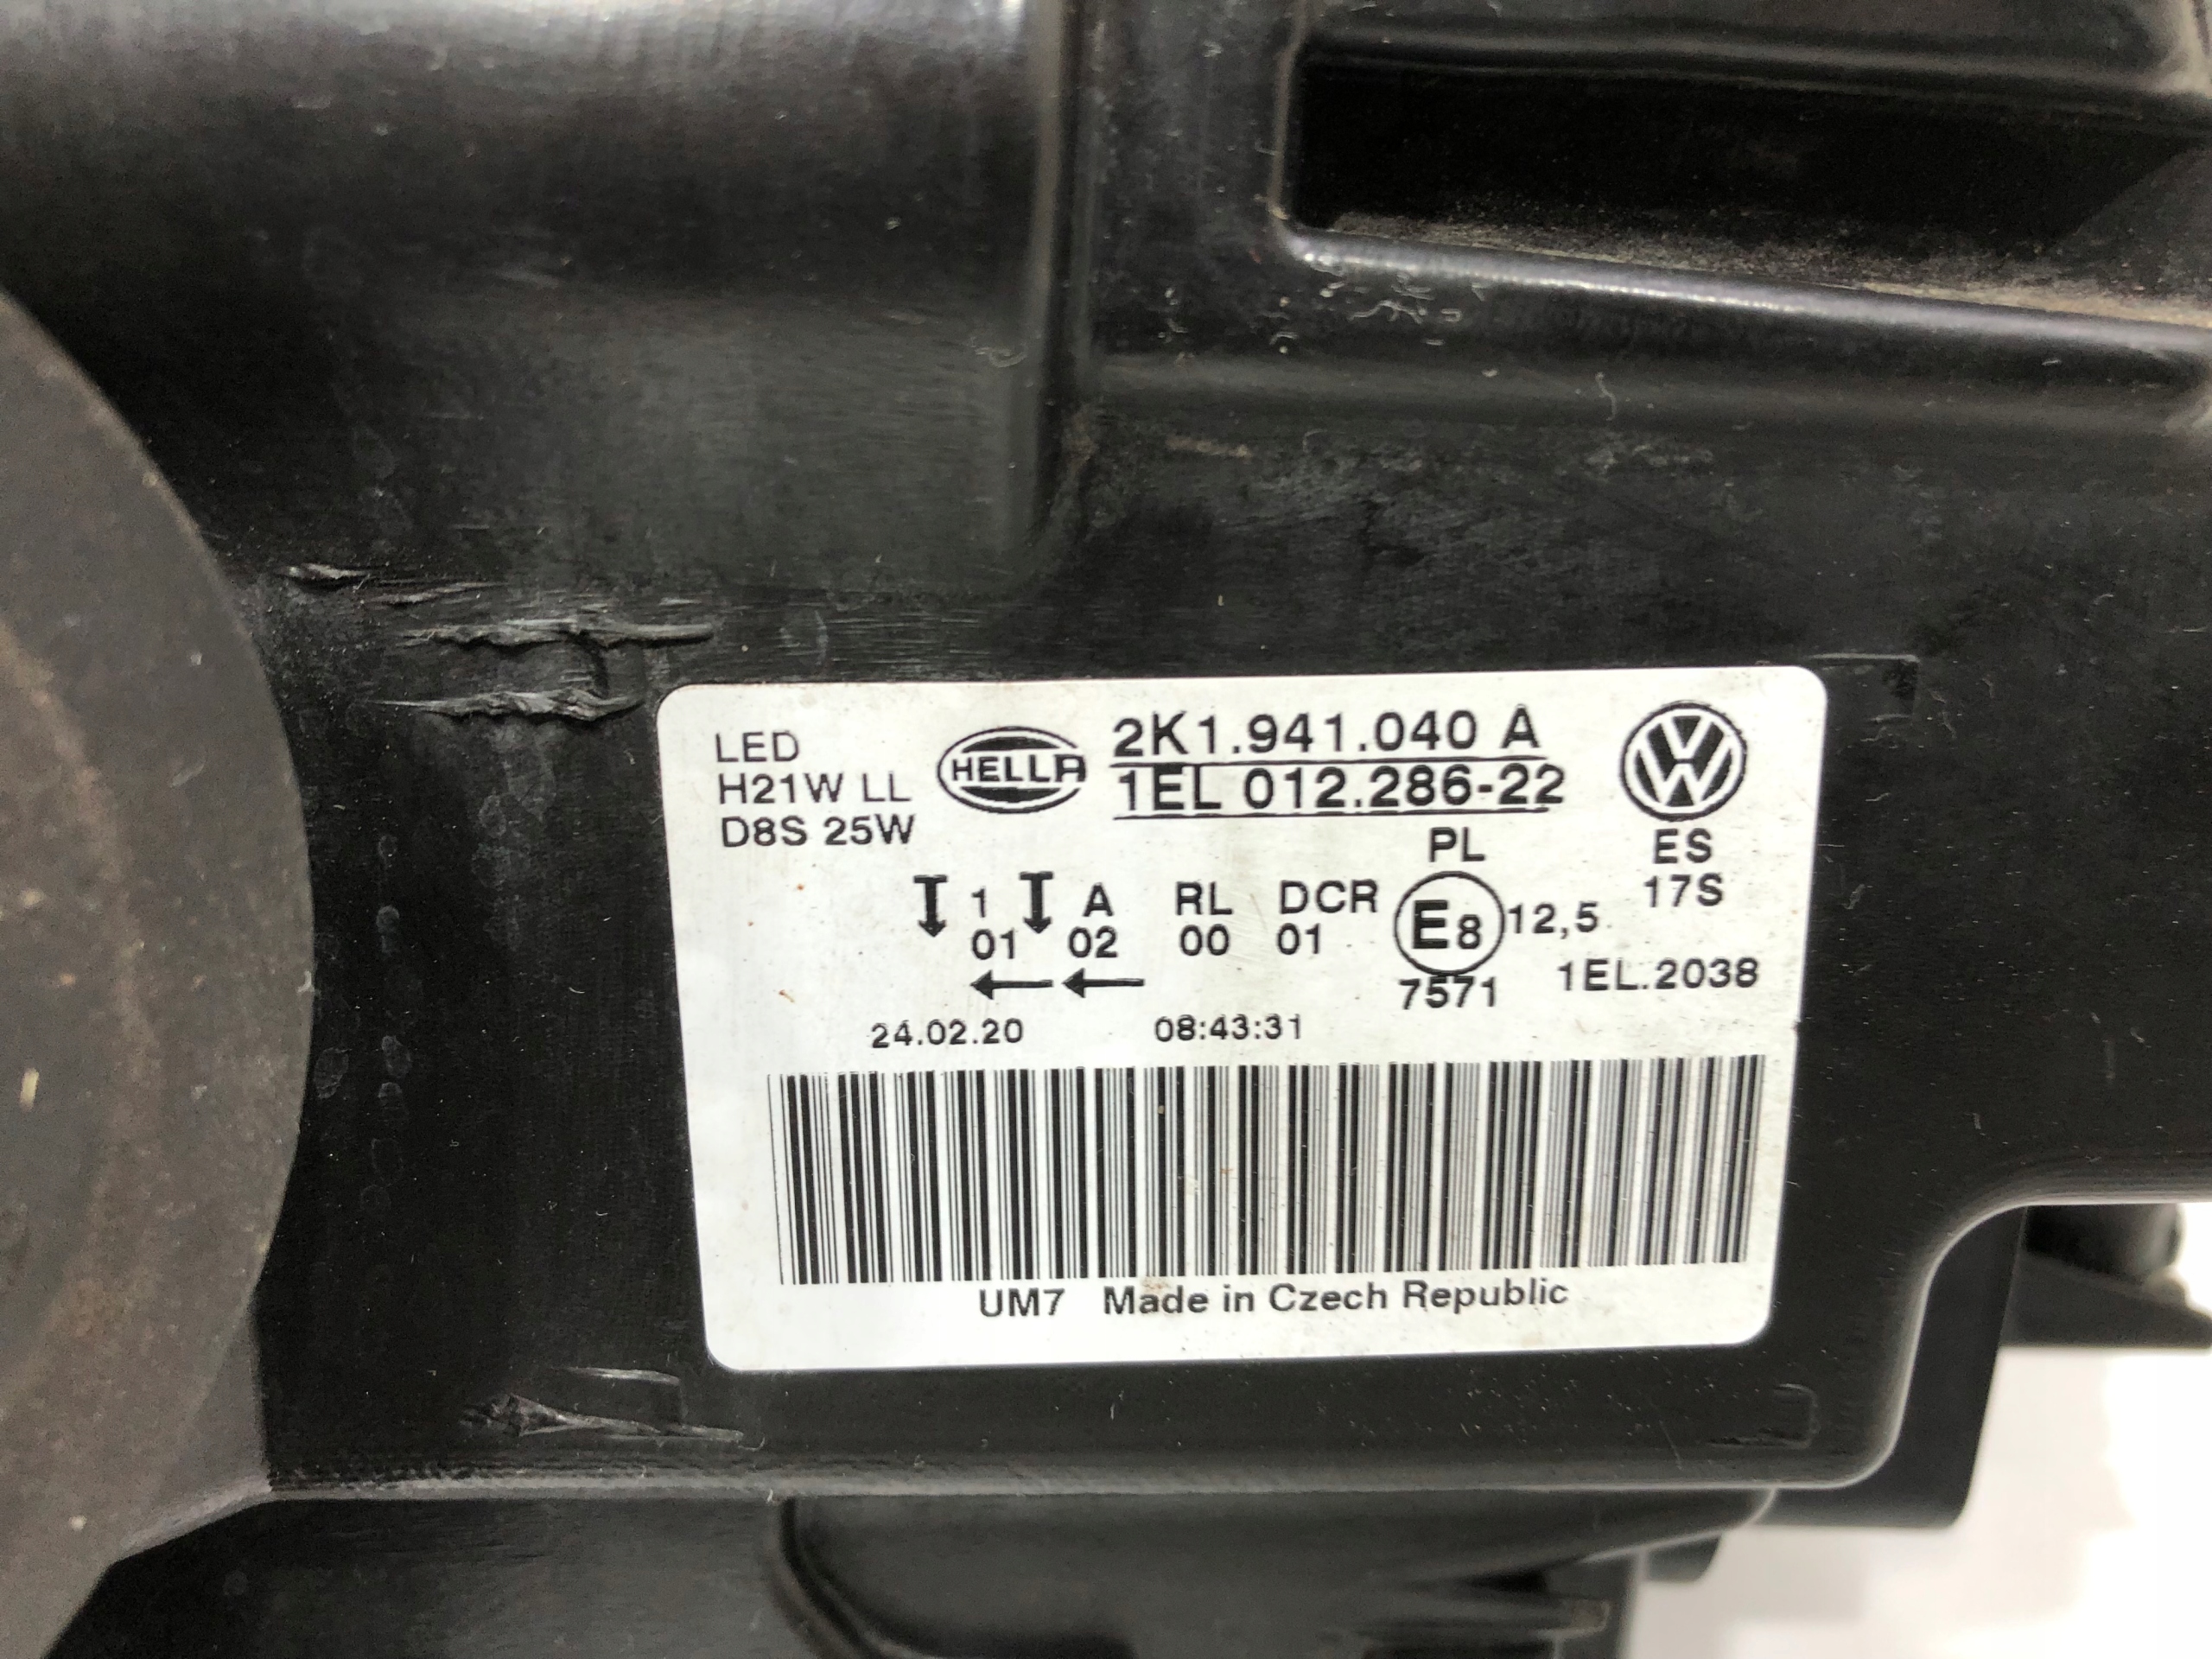 LED
H21W LL
D8S 25W
HELLA
2K1.941.040 A
1EL 012.286-22
PL
ES
17S
1 A RL DCR E8 12,5
01 02 00 01
7571 1EL.2038
24.02.20 08:43:31
UM7 Made in Czech Republic